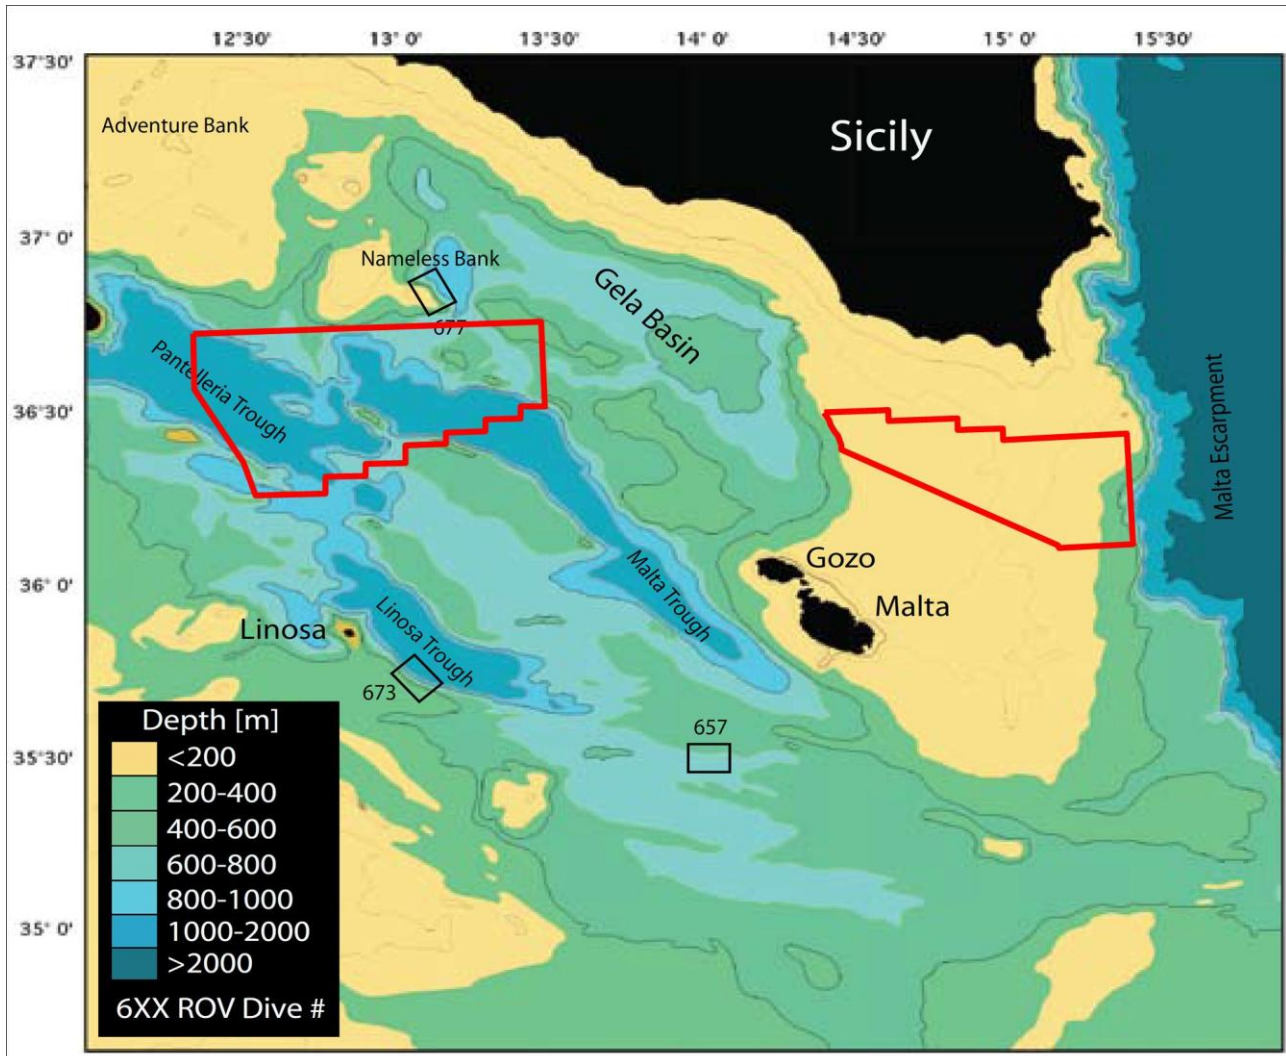 12°30' 13° 0' 13°30' 14° 0' 14°30' 15° 0' 15°30'
37°30'
Adventure Bank
Sicily
37° 0'
Nameless Bank
Gela Basin
677
Pantelleria Trough
36°30'
Malta Escarpment
Gozo
36° 0'
Malta Trough
Malta
Linosa
Linosa Trough
673
657
35°30'
Depth [m]
<200
200-400
400-600
600-800
800-1000
35° 0'
1000-2000
>2000
6XX ROV Dive #